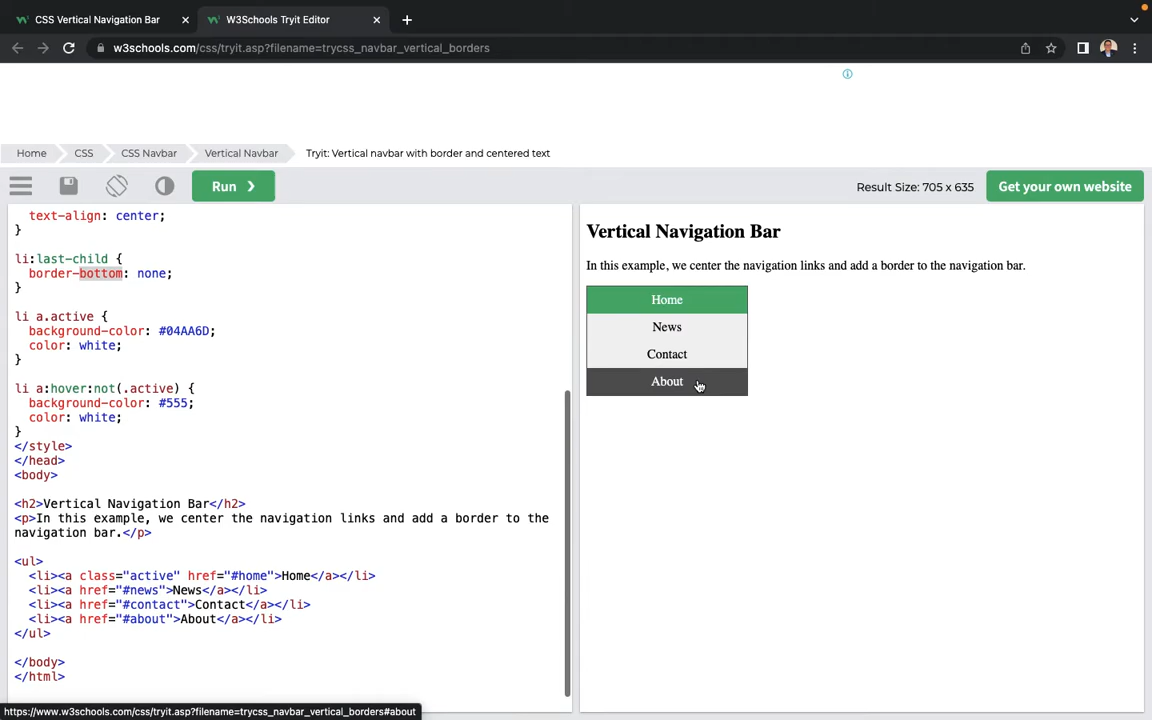 CSS Vertical Navigation Bar
W3Schools Tryit Editor
w3schools.com/css/tryit.asp?filename=trycss_navbar_vertical_borders
Home
CSS
CSS Navbar
Vertical Navbar
Tryit: Vertical navbar with border and centered text
Run ❯
Result Size: 705 x 635
Get your own website
text-align: center;
}
li:last-child {
border-bottom: none;
}
li a.active {
background-color: #04AA6D;
color: white;
}
li a:hover:not(.active) {
background-color: #555;
color: white;
}
</style>
</head>
<body>
<h2>Vertical Navigation Bar</h2>
<p>In this example, we center the navigation links and add a border to the
navigation bar.</p>
<ul>
<li><a class="active" href="#home">Home</a></li>
<li><a href="#news">News</a></li>
<li><a href="#contact">Contact</a></li>
<li><a href="#about">About</a></li>
</ul>
</body>
</html>
Vertical Navigation Bar
In this example, we center the navigation links and add a border to the navigation bar.
Home
News
Contact
About
https://www.w3schools.com/css/tryit.asp?filename=trycss_navbar_vertical_borders#about